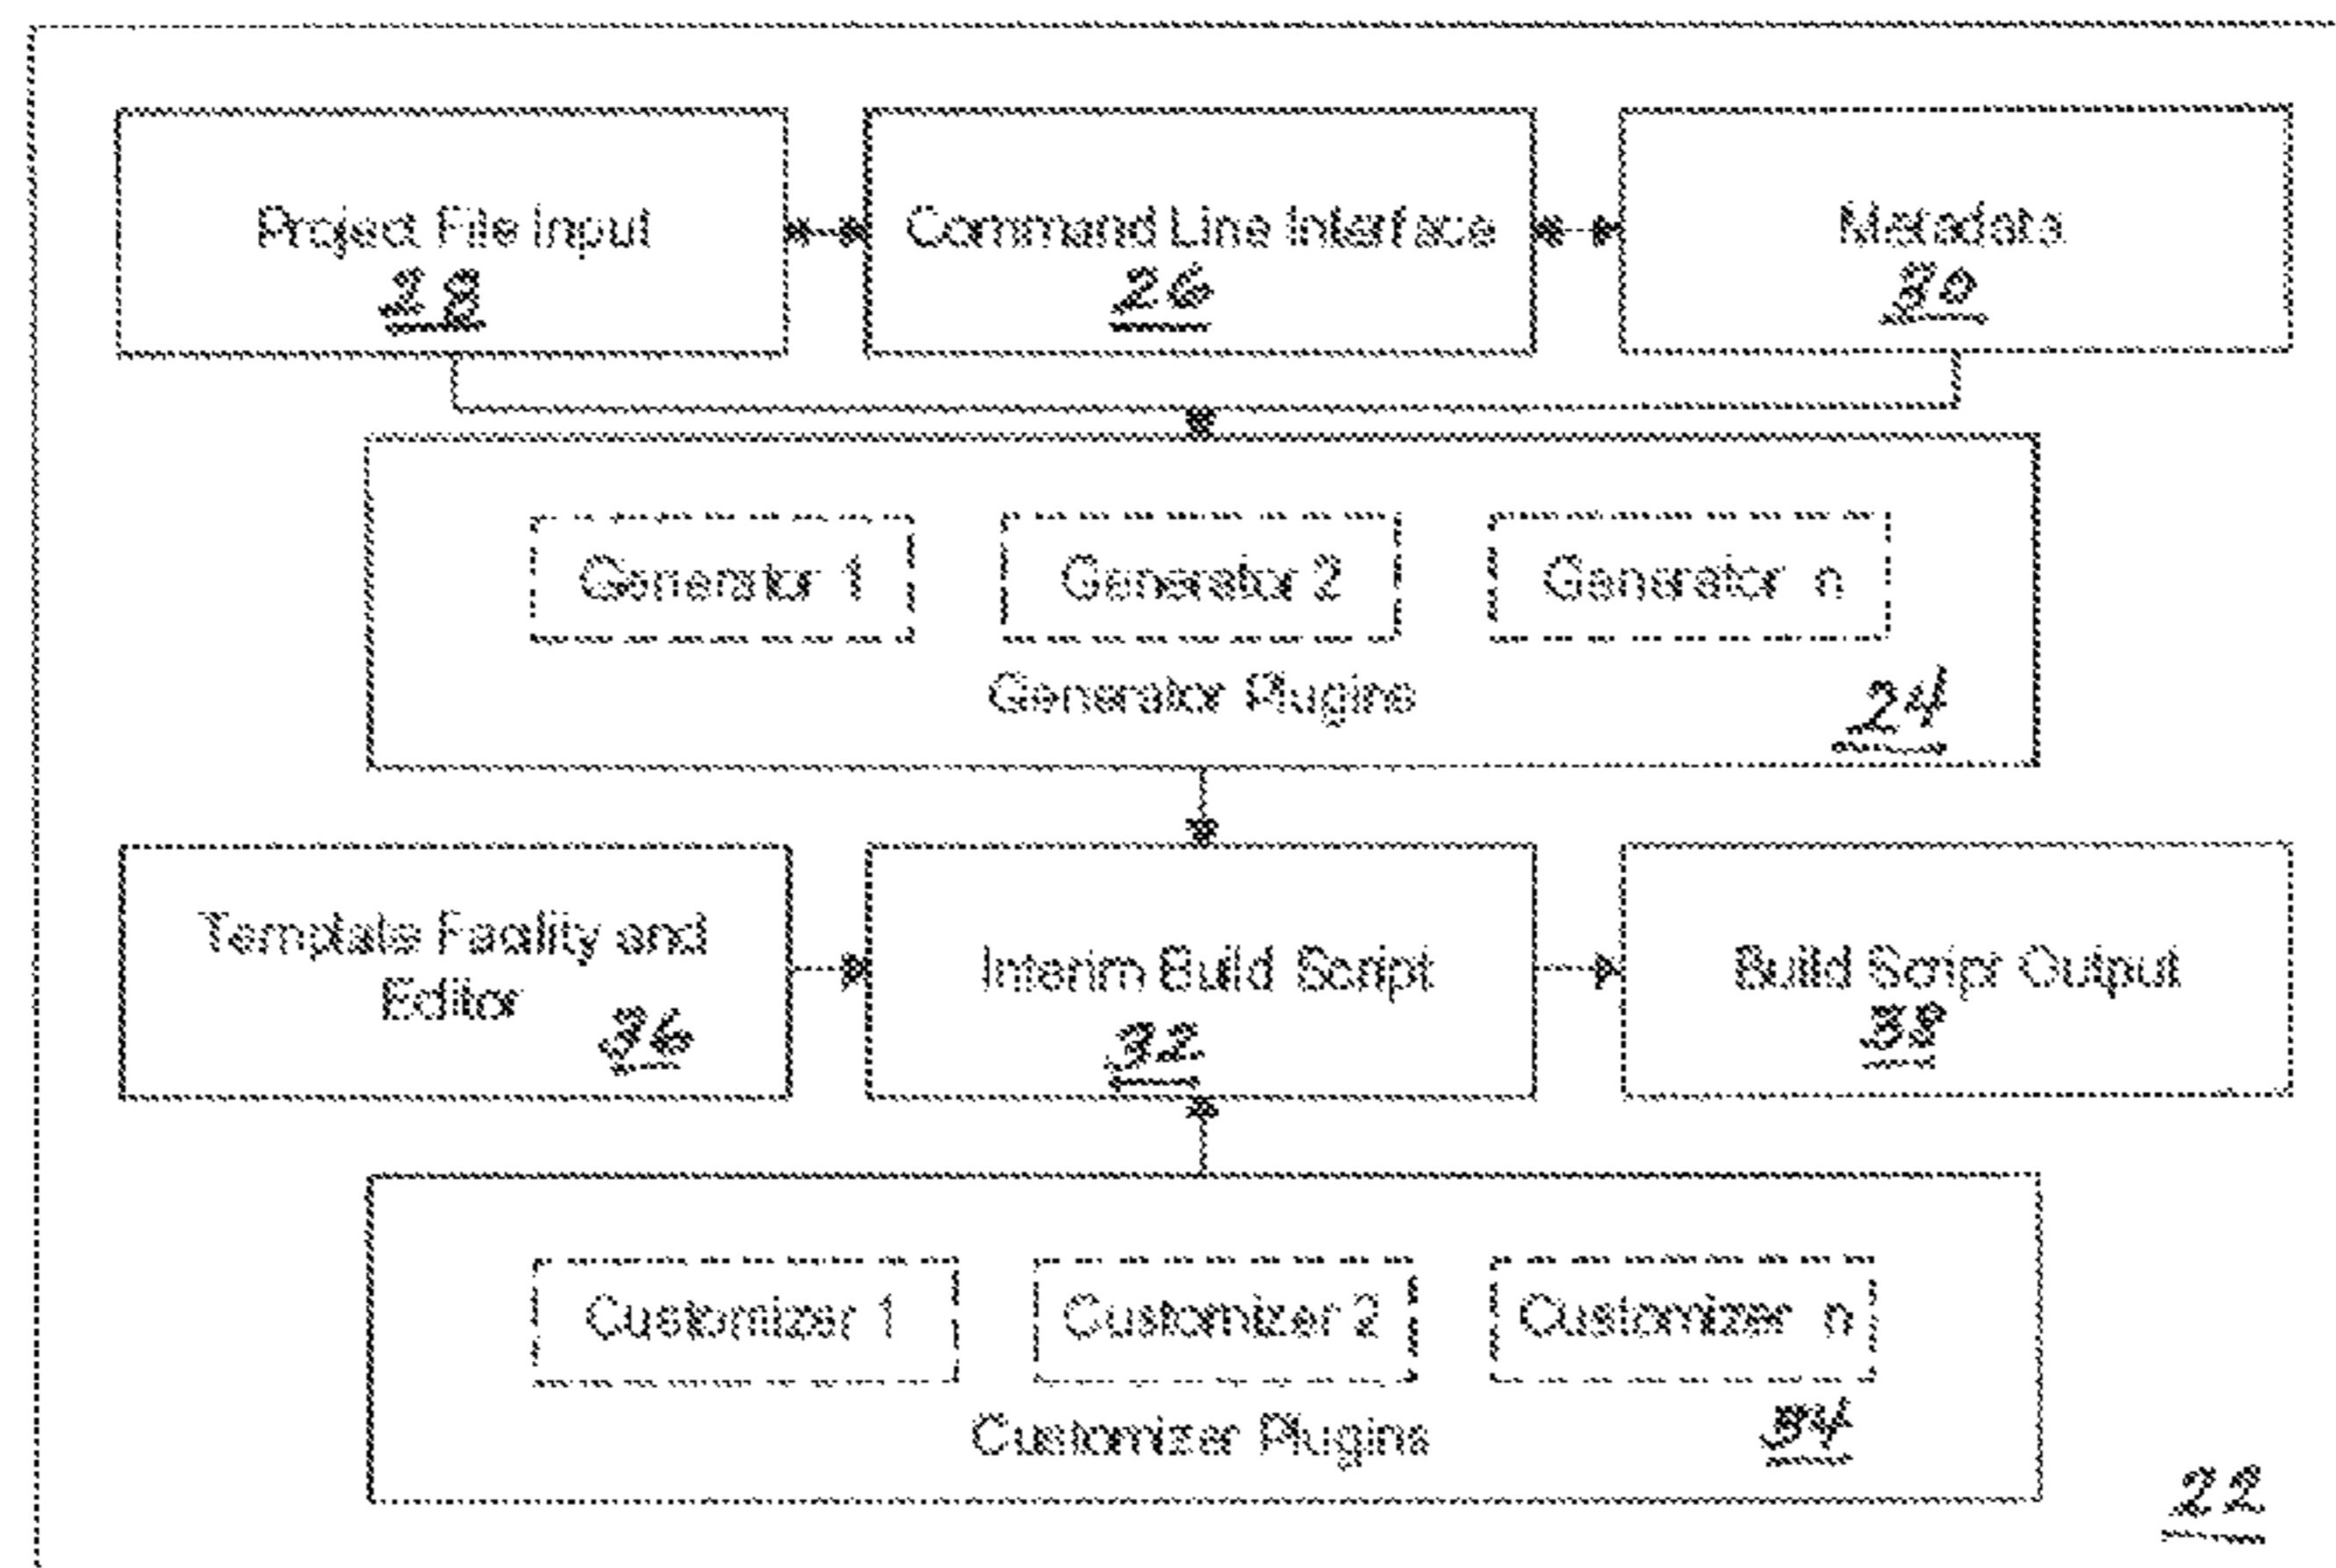 Project File Input
28
Command Line Interface
26
Metadata
30
Generator 1
Generator 2
Generator n
Generator Plugins
24
Template Facility and
Editor
36
Interim Build Script
32
Build Script Output
38
Customizer 1
Customizer 2
Customizer n
Customizer Plugins
34
22